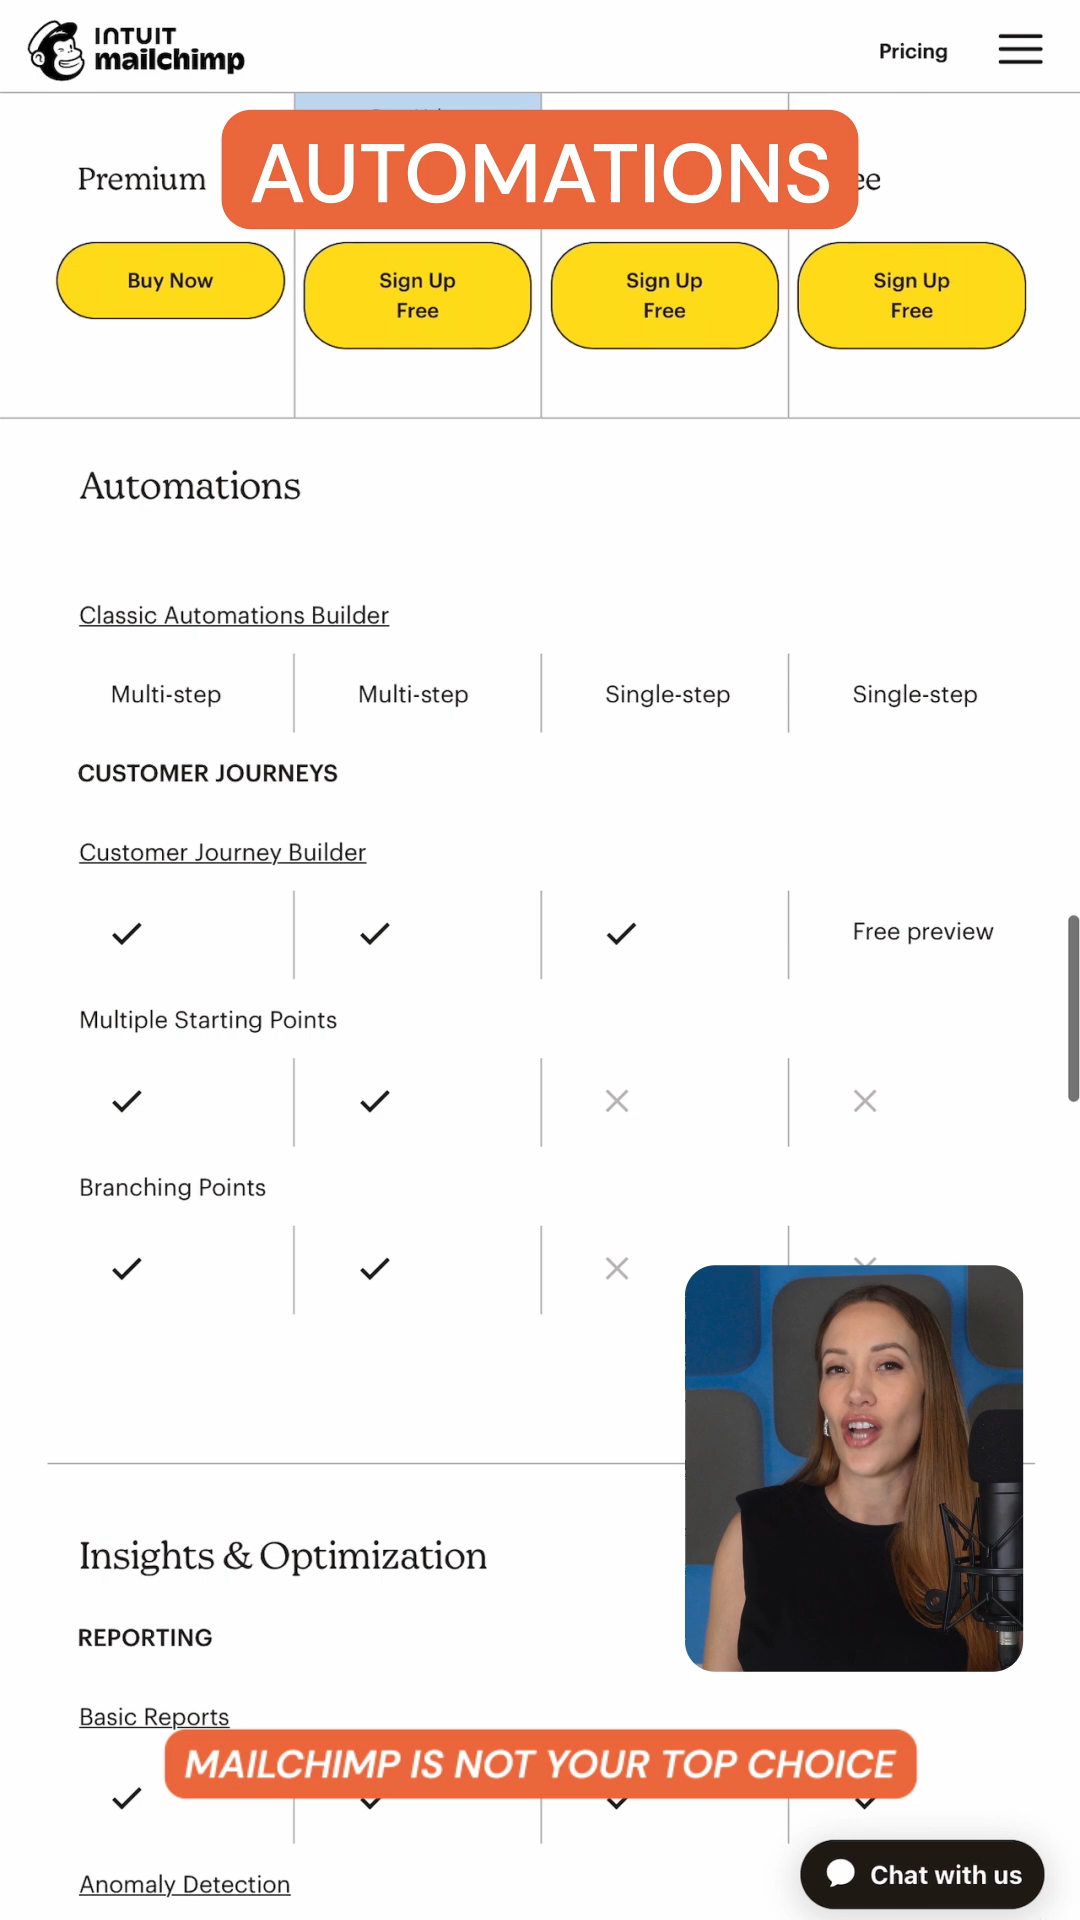 INTUIT
mailchimp
Pricing
AUTOMATIONS
Premium
Buy Now
Sign Up
Free
Sign Up
Free
Sign Up
Free
Automations
Classic Automations Builder
Multi-step
Multi-step
Single-step
Single-step
CUSTOMER JOURNEYS
Customer Journey Builder
Free preview
Multiple Starting Points
Branching Points
Insights & Optimization
REPORTING
Basic Reports
MAILCHIMP IS NOT YOUR TOP CHOICE
Anomaly Detection
Chat with us